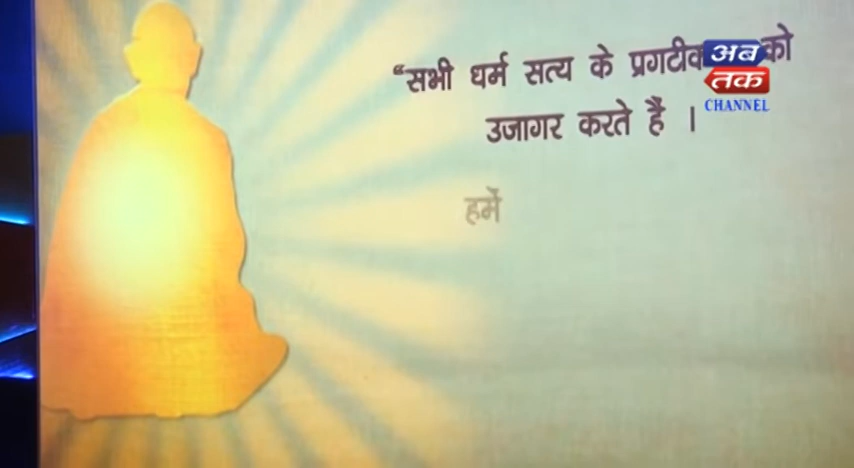 “सभी धर्म सत्य के को
उजागर करते हैं ।
हमें
अब
तक
CHANNEL